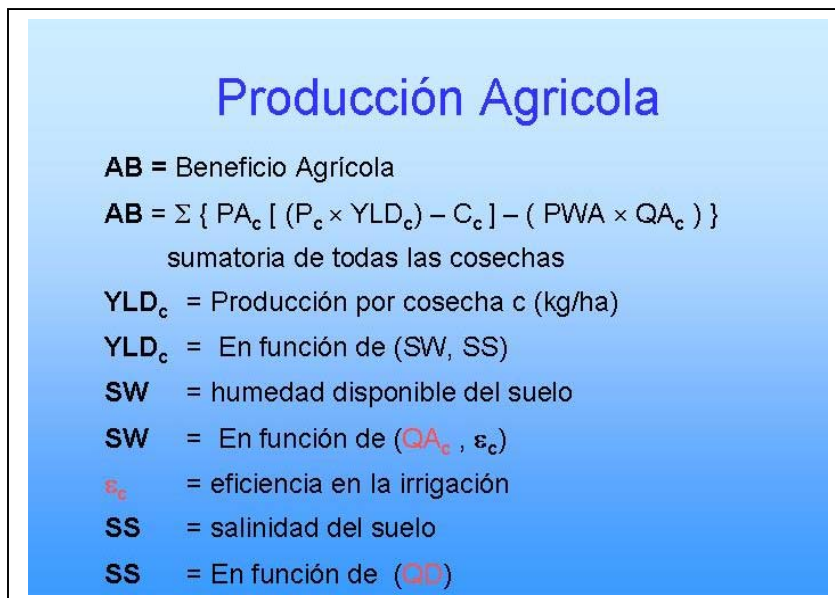 Producción Agricola
AB = Beneficio Agrícola
AB = Σ { PAc [ (Pc × YLDc) – Cc ] – ( PWA × QAc ) }
sumatoria de todas las cosechas
YLDc = Producción por cosecha c (kg/ha)
YLDc = En función de (SW, SS)
SW = humedad disponible del suelo
SW = En función de (QAc , εc)
εc = eficiencia en la irrigación
SS = salinidad del suelo
SS = En función de (QD)